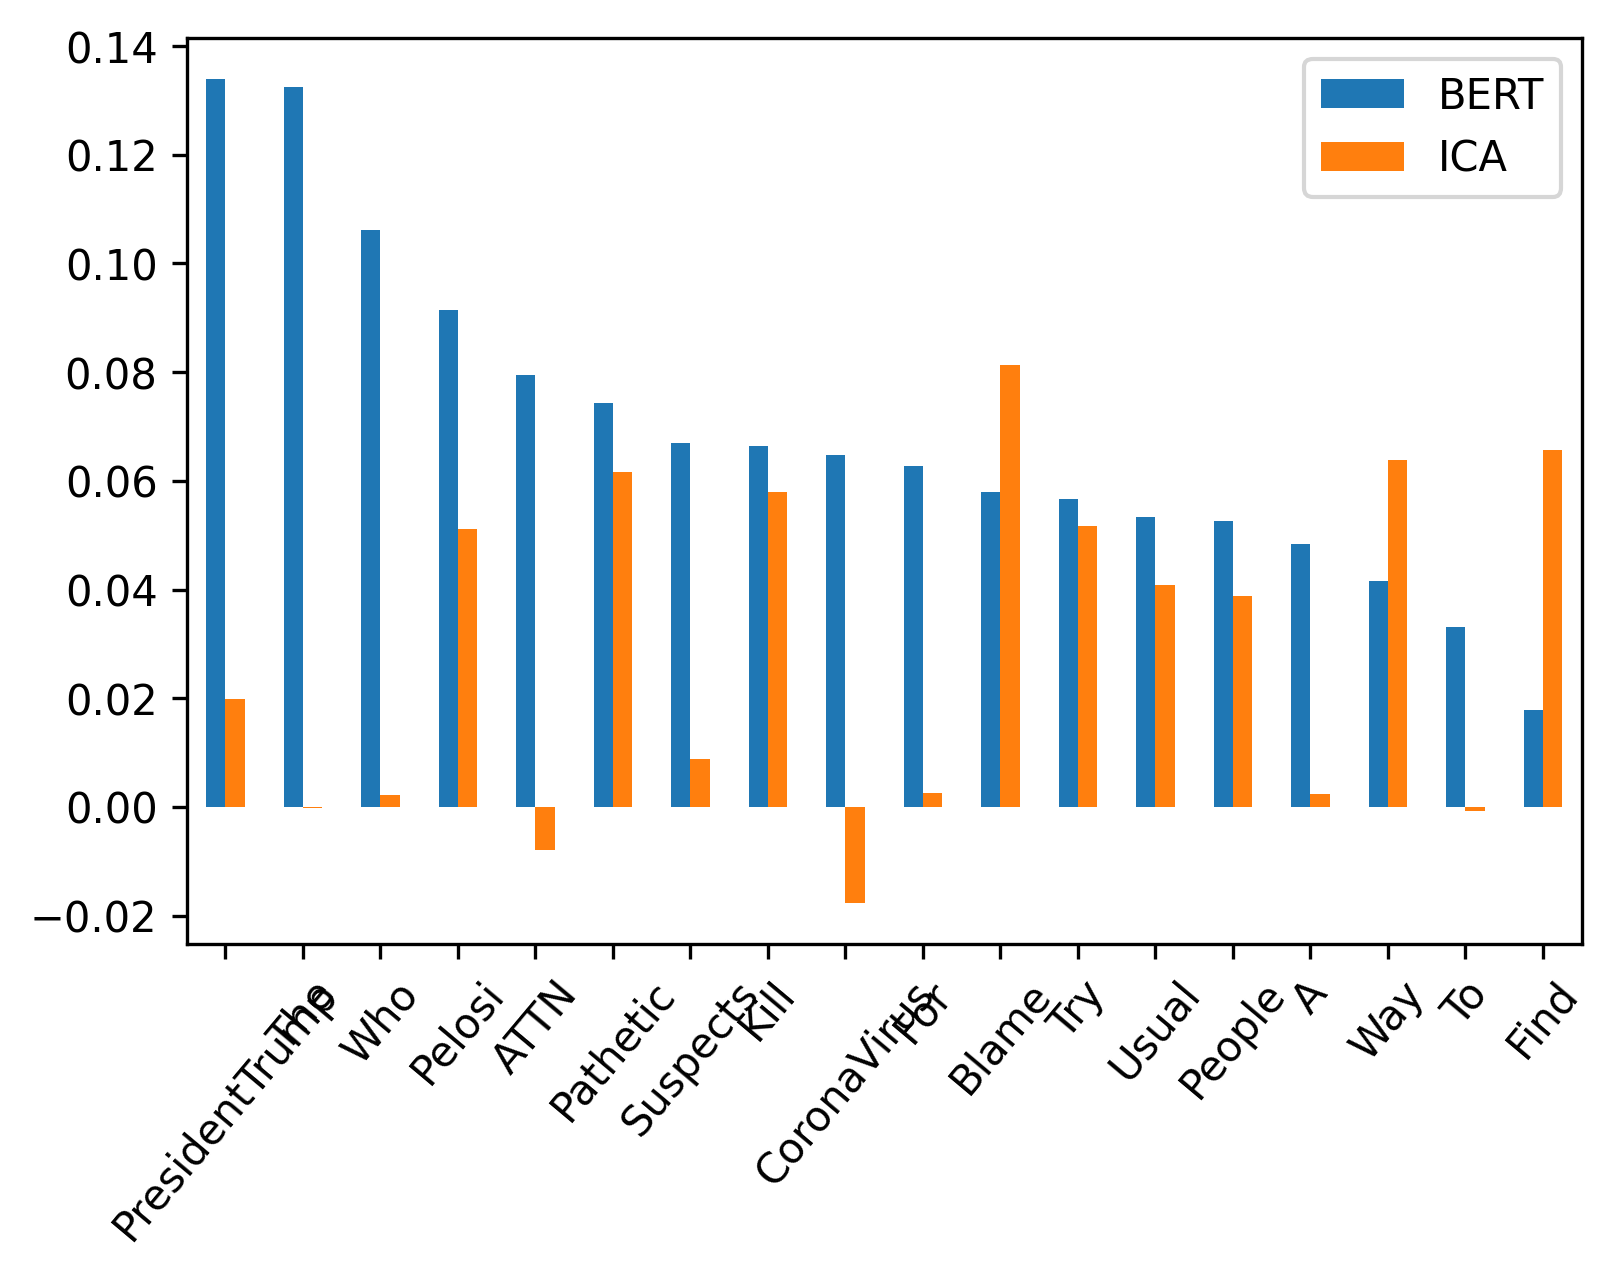 0.14
0.12
0.10
0.08
0.06
0.04
0.02
0.00
−0.02
BERT
ICA
PresidentTrump
The
Who
Pelosi
ATTN
Pathetic
Suspects
Kill
CoronaVirus
For
Blame
Try
Usual
People
A
Way
To
Find